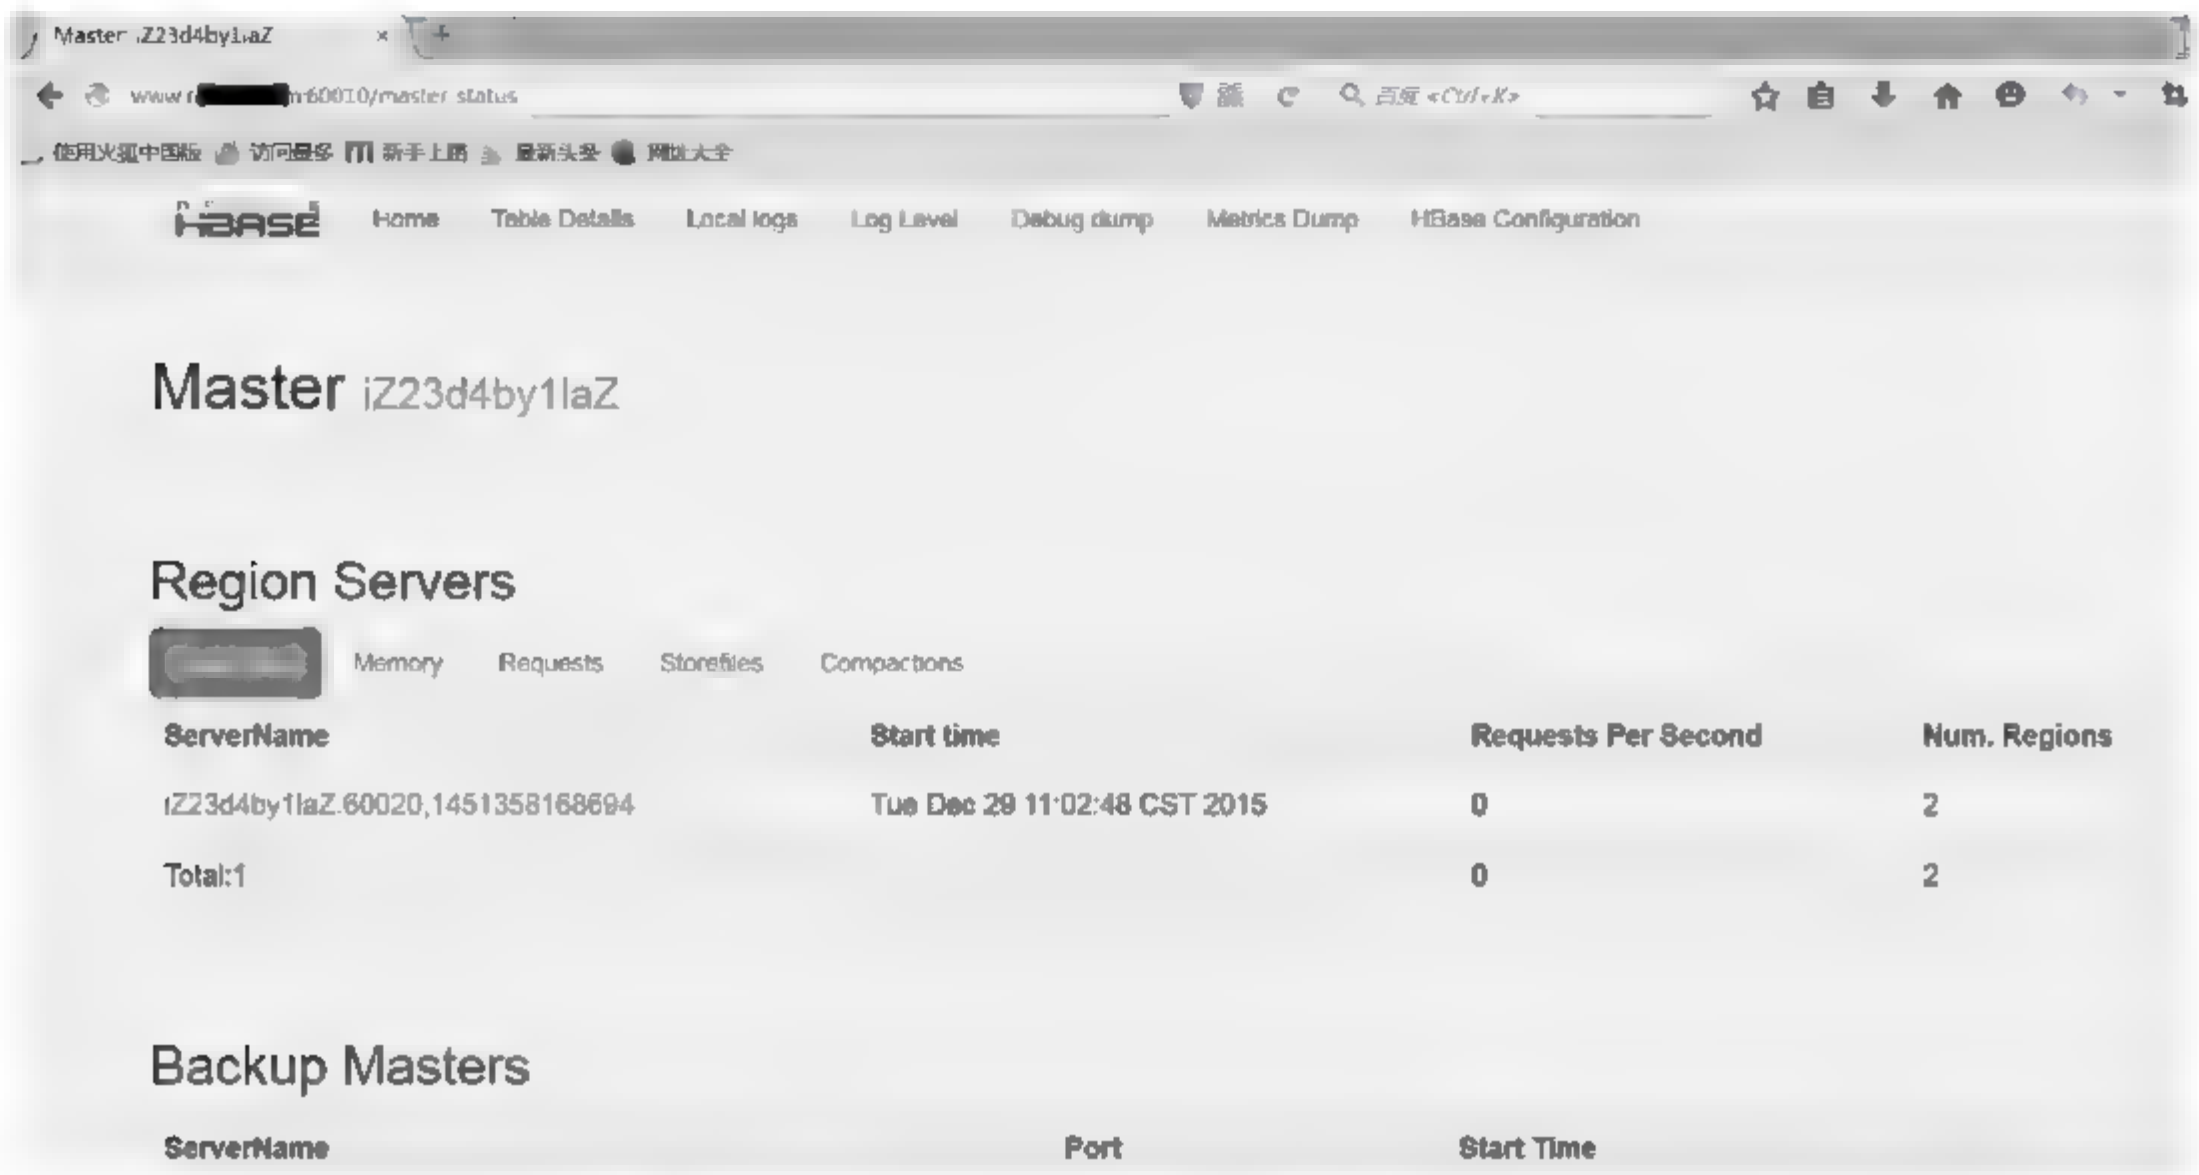 Master iZ23d4by1laZ
www.r m:60010/master-status 百度 <Ctrl+K>
使用火狐中国版 访问最多 新手上路 最新头条 网址大全
HBASE Home Table Details Local logs Log Level Debug dump Metrics Dump HBase Configuration
Master iZ23d4by1laZ
Region Servers
Memory Requests Storefiles Compactions
ServerName Start time Requests Per Second Num. Regions
iZ23d4by1laZ,60020,1451358168694 Tue Dec 29 11:02:48 CST 2015 0 2
Total:1 0 2
Backup Masters
ServerName Port Start Time